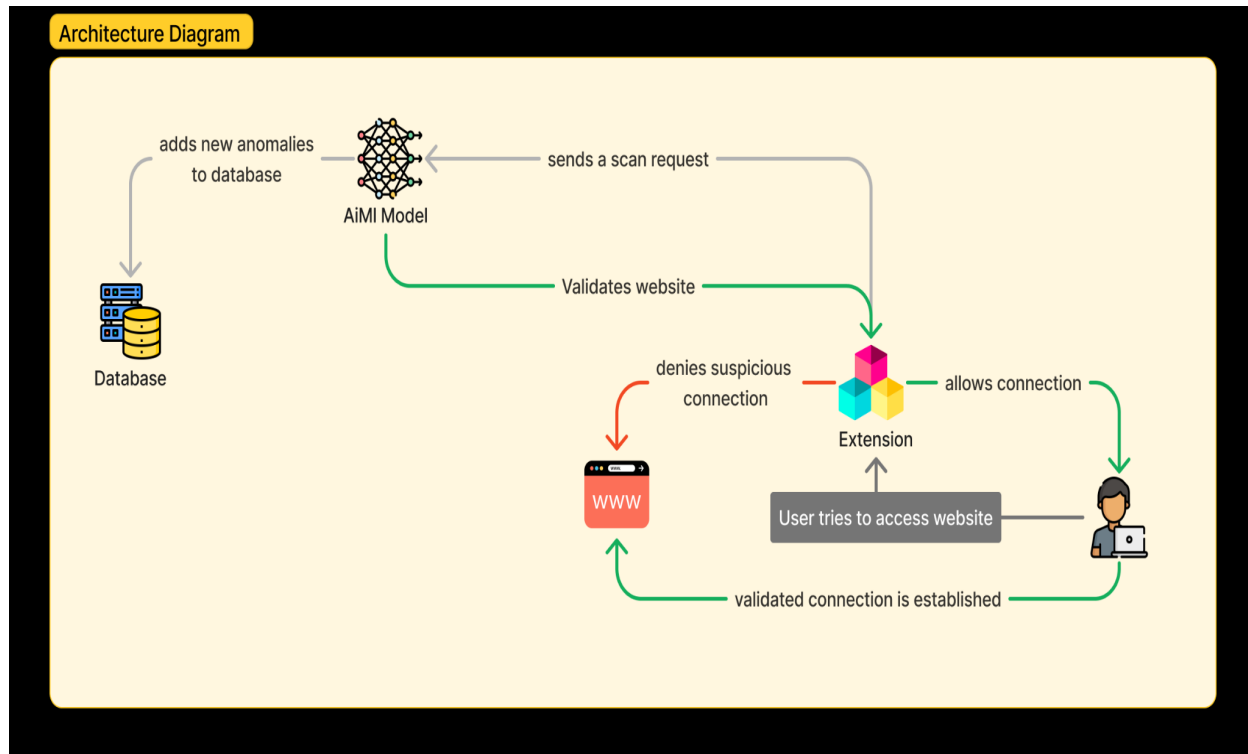 Architecture Diagram
adds new anomalies
to database
sends a scan request
AiMl Model
Validates website
Database
denies suspicious
connection
allows connection
Extension
WWW
User tries to access website
validated connection is established